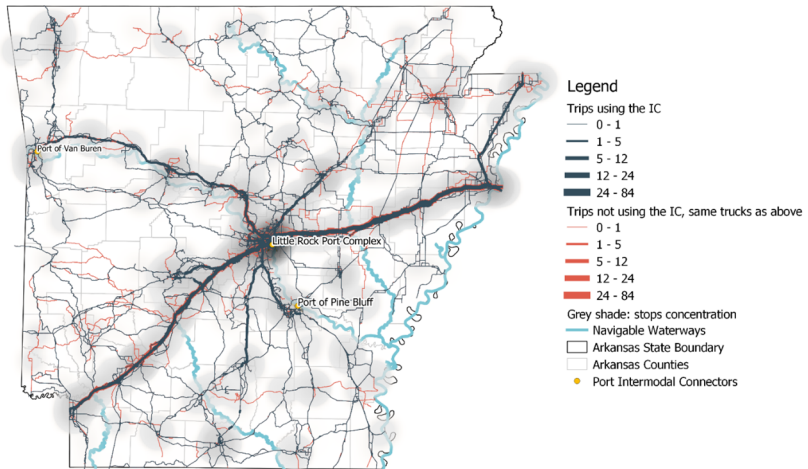 Port of Van Buren
Little Rock Port Complex
Port of Pine Bluff
Legend
Trips using the IC
0 - 1
1 - 5
5 - 12
12 - 24
24 - 84
Trips not using the IC, same trucks as above
0 - 1
1 - 5
5 - 12
12 - 24
24 - 84
Grey shade: stops concentration
Navigable Waterways
Arkansas State Boundary
Arkansas Counties
Port Intermodal Connectors